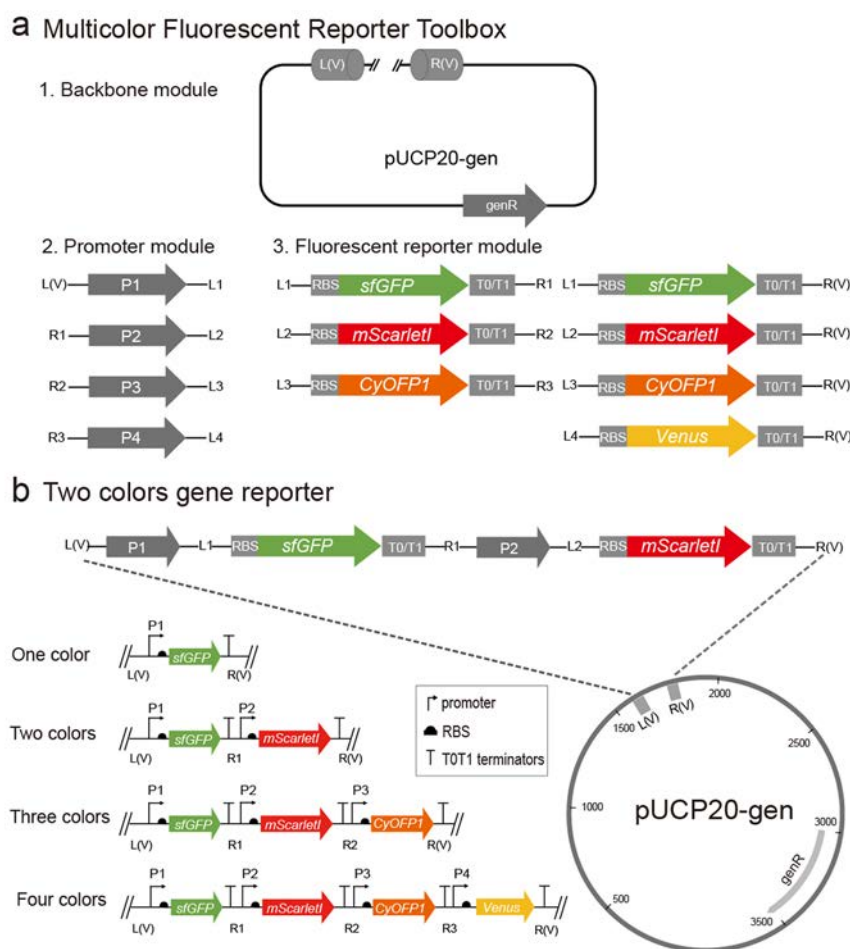 a Multicolor Fluorescent Reporter Toolbox
1. Backbone module
L(V) R(V)
pUCP20-gen
genR
2. Promoter module
3. Fluorescent reporter module
L(V) P1 L1
L1 RBS sfGFP T0/T1 R1
L1 RBS sfGFP T0/T1 R(V)
R1 P2 L2
L2 RBS mScarletI T0/T1 R2
L2 RBS mScarletI T0/T1 R(V)
R2 P3 L3
L3 RBS CyOFP1 T0/T1 R3
L3 RBS CyOFP1 T0/T1 R(V)
R3 P4 L4
L4 RBS Venus T0/T1 R(V)
b Two colors gene reporter
L(V) P1 L1 RBS sfGFP T0/T1 R1 P2 L2 RBS mScarletI T0/T1 R(V)
One color
P1
sfGFP
L(V) R(V)
Two colors
P1 P2
sfGFP mScarletI
L(V) R1 R(V)
Three colors
P1 P2 P3
sfGFP mScarletI CyOFP1
L(V) R1 R2 R(V)
Four colors
P1 P2 P3 P4
sfGFP mScarletI CyOFP1 Venus
L(V) R1 R2 R3 R(V)
promoter
RBS
T0T1 terminators
L(V) R(V)
500
1000
1500
2000
2500
3000
3500
pUCP20-gen
genR